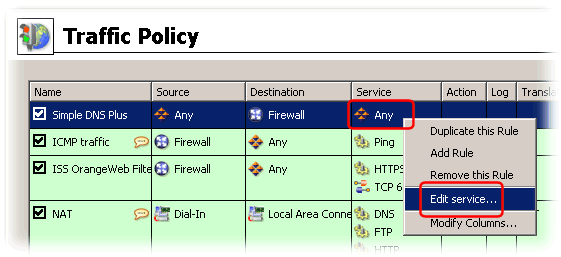 Traffic Policy
Name Source Destination Service Action Log Transla
Simple DNS Plus Any Firewall Any
Duplicate this Rule
ICMP traffic Firewall Any Ping
Add Rule
ISS OrangeWeb Filte Firewall Any HTTPS
Remove this Rule
TCP 6
Edit service...
NAT Dial-In Local Area Conne DNS
Modify Columns...
FTP
HTTP